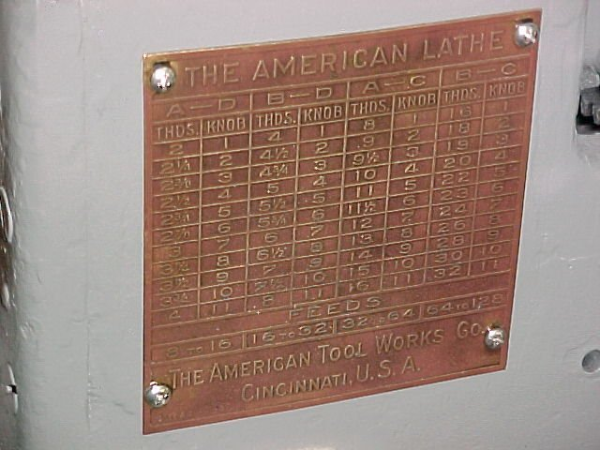 THE AMERICAN LATHE
A—D B—D A—C B—C
THDS. KNOB THDS. KNOB THDS. KNOB THDS. KNOB
2 1 4 1 8 1 16 1
2¼ 2 4½ 2 9 2 18 2
2⅜ 3 4¾ 3 9½ 3 19 3
2½ 4 5 4 10 4 20 4
2¾ 5 5½ 5 11 5 22 5
2⅞ 6 5¾ 6 11½ 6 23 6
3 7 6 7 12 7 24 7
3¼ 8 6½ 8 13 8 26 8
3½ 9 7 9 14 9 28 9
3¾ 10 7½ 10 15 10 30 10
4 11 8 11 16 11 32 11
FEEDS
8 TO 16 16 TO 32 32 TO 64 64 TO 128
THE AMERICAN TOOL WORKS CO.
CINCINNATI, U.S.A.